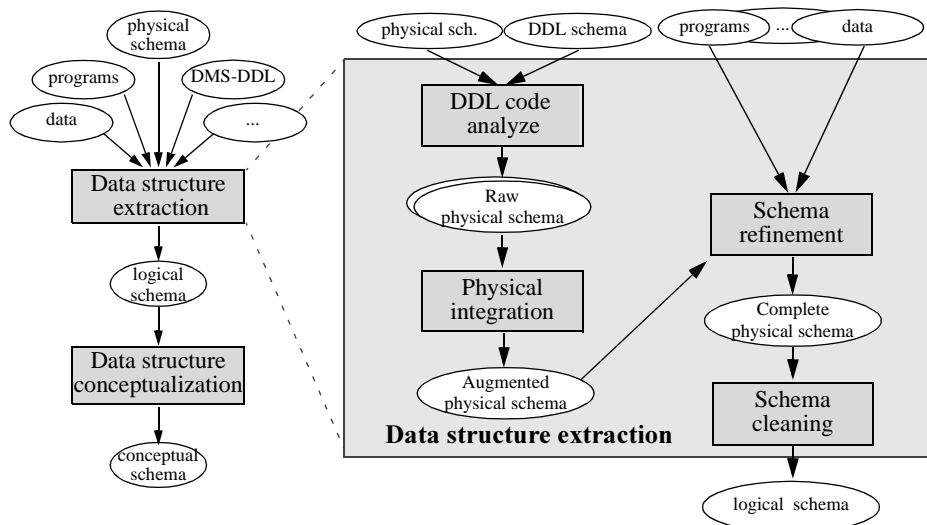 physical
schema
programs
DMS-DDL
data
...
Data structure
extraction
logical
schema
Data structure
conceptualization
conceptual
schema
physical sch.
DDL schema
programs
...
data
DDL code
analyze
Raw
physical schema
Physical
integration
Augmented
physical schema
Schema
refinement
Complete
physical schema
Schema
cleaning
Data structure extraction
logical schema